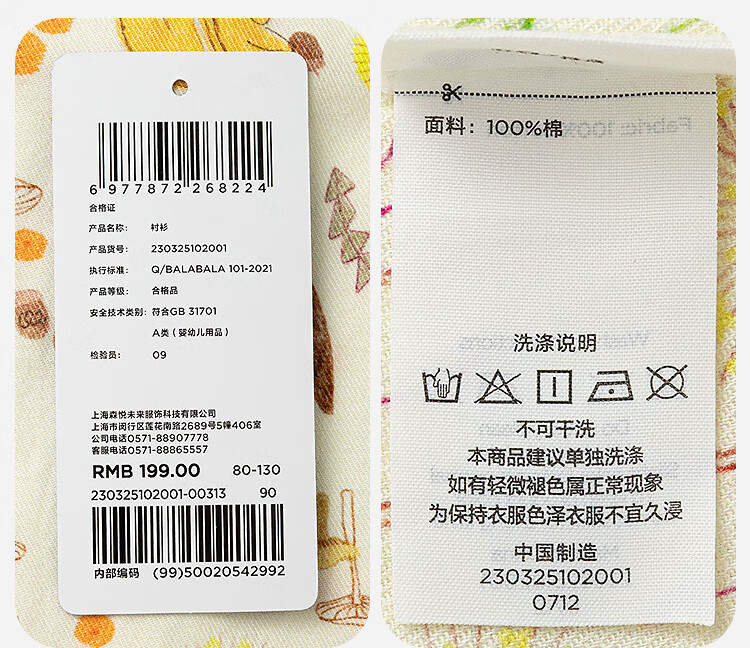 6 977872 268224
合格证
产品名称： 衬衫
产品货号： 230325102001
执行标准： Q/BALABALA 101-2021
产品等级： 合格品
安全技术类别： 符合GB 31701
A类（婴幼儿用品）
检验员： 09
上海森悦未来服饰科技有限公司
上海市闵行区莲花南路2689号5幢406室
公司电话0571-88907778
客服电话0571-88865557
RMB 199.00 80-130
230325102001-00313 90
内部编码 (99)50020542992
面料：100%棉
洗涤说明
不可干洗
本商品建议单独洗涤
如有轻微褪色属正常现象
为保持衣服色泽衣服不宜久浸
中国制造
230325102001
0712